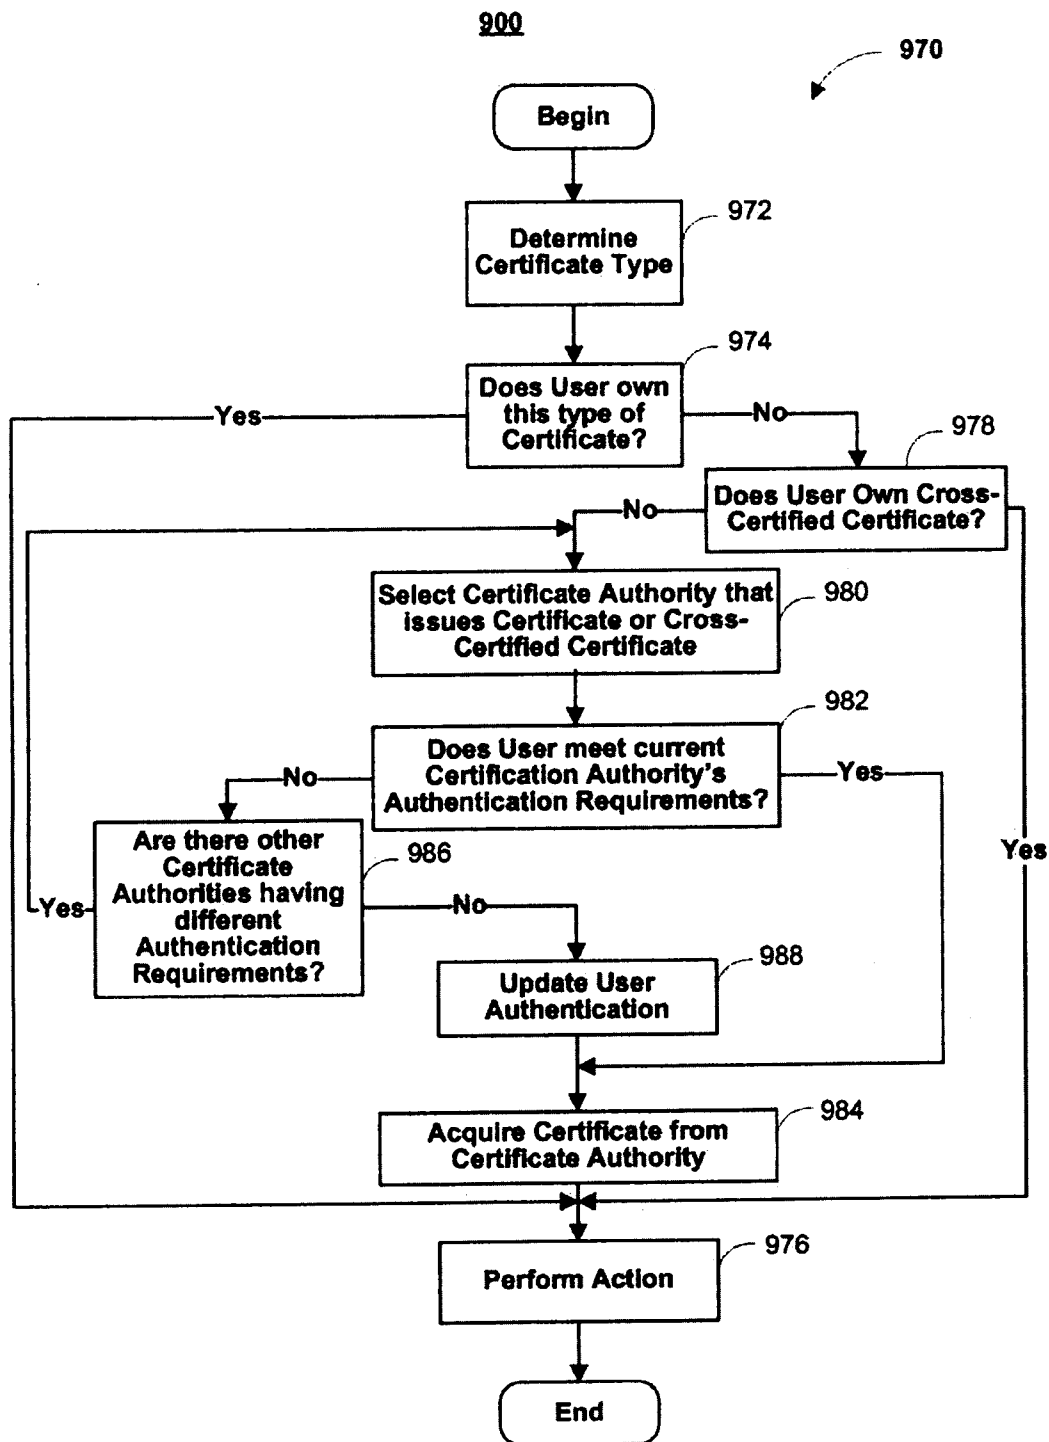 900
970
Begin
972
Determine
Certificate Type
974
Does User own
this type of
Certificate?
Yes
No
978
Does User Own Cross-
Certified Certificate?
No
980
Select Certificate Authority that
issues Certificate or Cross-
Certified Certificate
982
Does User meet current
Certification Authority's
Authentication Requirements?
No
Yes
Yes
986
Are there other
Certificate
Authorities having
different
Authentication
Requirements?
Yes
No
988
Update User
Authentication
984
Acquire Certificate from
Certificate Authority
976
Perform Action
End